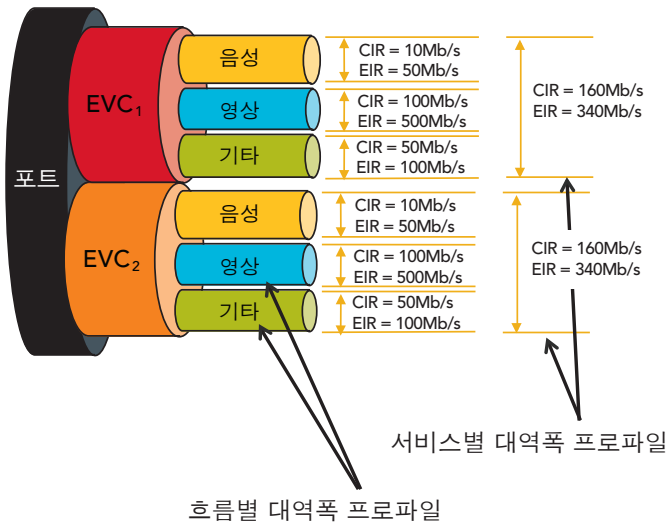 포트
EVC₁
음성
CIR = 10Mb/s
EIR = 50Mb/s
영상
CIR = 100Mb/s
EIR = 500Mb/s
기타
CIR = 50Mb/s
EIR = 100Mb/s
CIR = 160Mb/s
EIR = 340Mb/s
EVC₂
음성
CIR = 10Mb/s
EIR = 50Mb/s
영상
CIR = 100Mb/s
EIR = 500Mb/s
기타
CIR = 50Mb/s
EIR = 100Mb/s
CIR = 160Mb/s
EIR = 340Mb/s
서비스별 대역폭 프로파일
흐름별 대역폭 프로파일